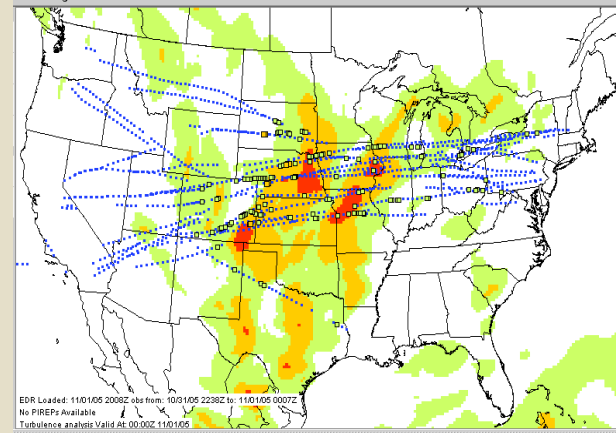 EDR Loaded: 11/01/05 2008Z obs from: 10/31/05 2238Z to: 11/01/05 0007Z
No PIREPs Available
Turbulence analysis Valid At: 00:00Z 11/01/05